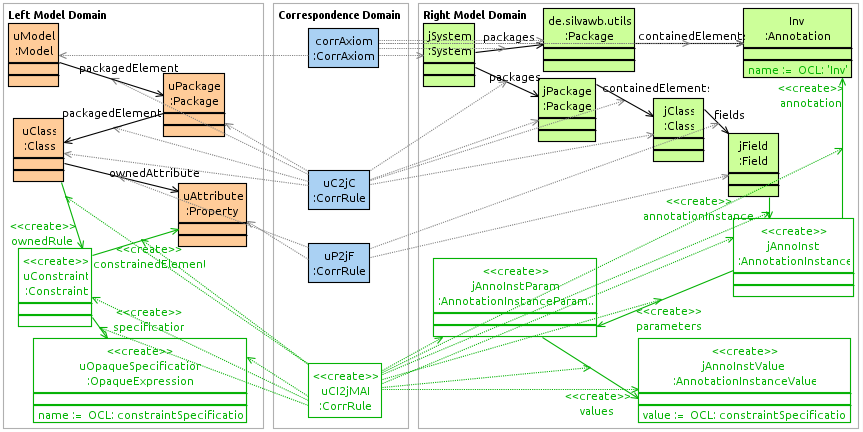 Left Model Domain
uModel
:Model
packagedElement
uPackage
:Package
packagedElement
uClass
:Class
ownedAttribute
uAttribute
:Property
<<create>>
ownedRule
<<create>>
constrainedElement
<<create>>
uConstraint
:Constraint
<<create>>
specification
<<create>>
uOpaqueSpecification
:OpaqueExpression
name := OCL: constraintSpecificatio
Correspondence Domain
corrAxiom
:CorrAxiom
uC2jC
:CorrRule
uP2jF
:CorrRule
<<create>>
uCI2jMAI
:CorrRule
Right Model Domain
jSystem
:System
packages
de.silvawb.utils
:Package
containedElements
Inv
:Annotation
name := OCL: 'Inv'
packages
jPackage
:Package
containedElements
jClass
:Class
fields
jField
:Field
<<create>>
annotation
<<create>>
annotationInstance
<<create>>
jAnnoInst
:AnnotationInstance
<<create>>
jAnnoInstParam
:AnnotationInstanceParam..
<<create>>
parameters
<<create>>
jAnnoInstValue
:AnnotationInstanceValue
value := OCL: constraintSpecificatio
<<create>>
values